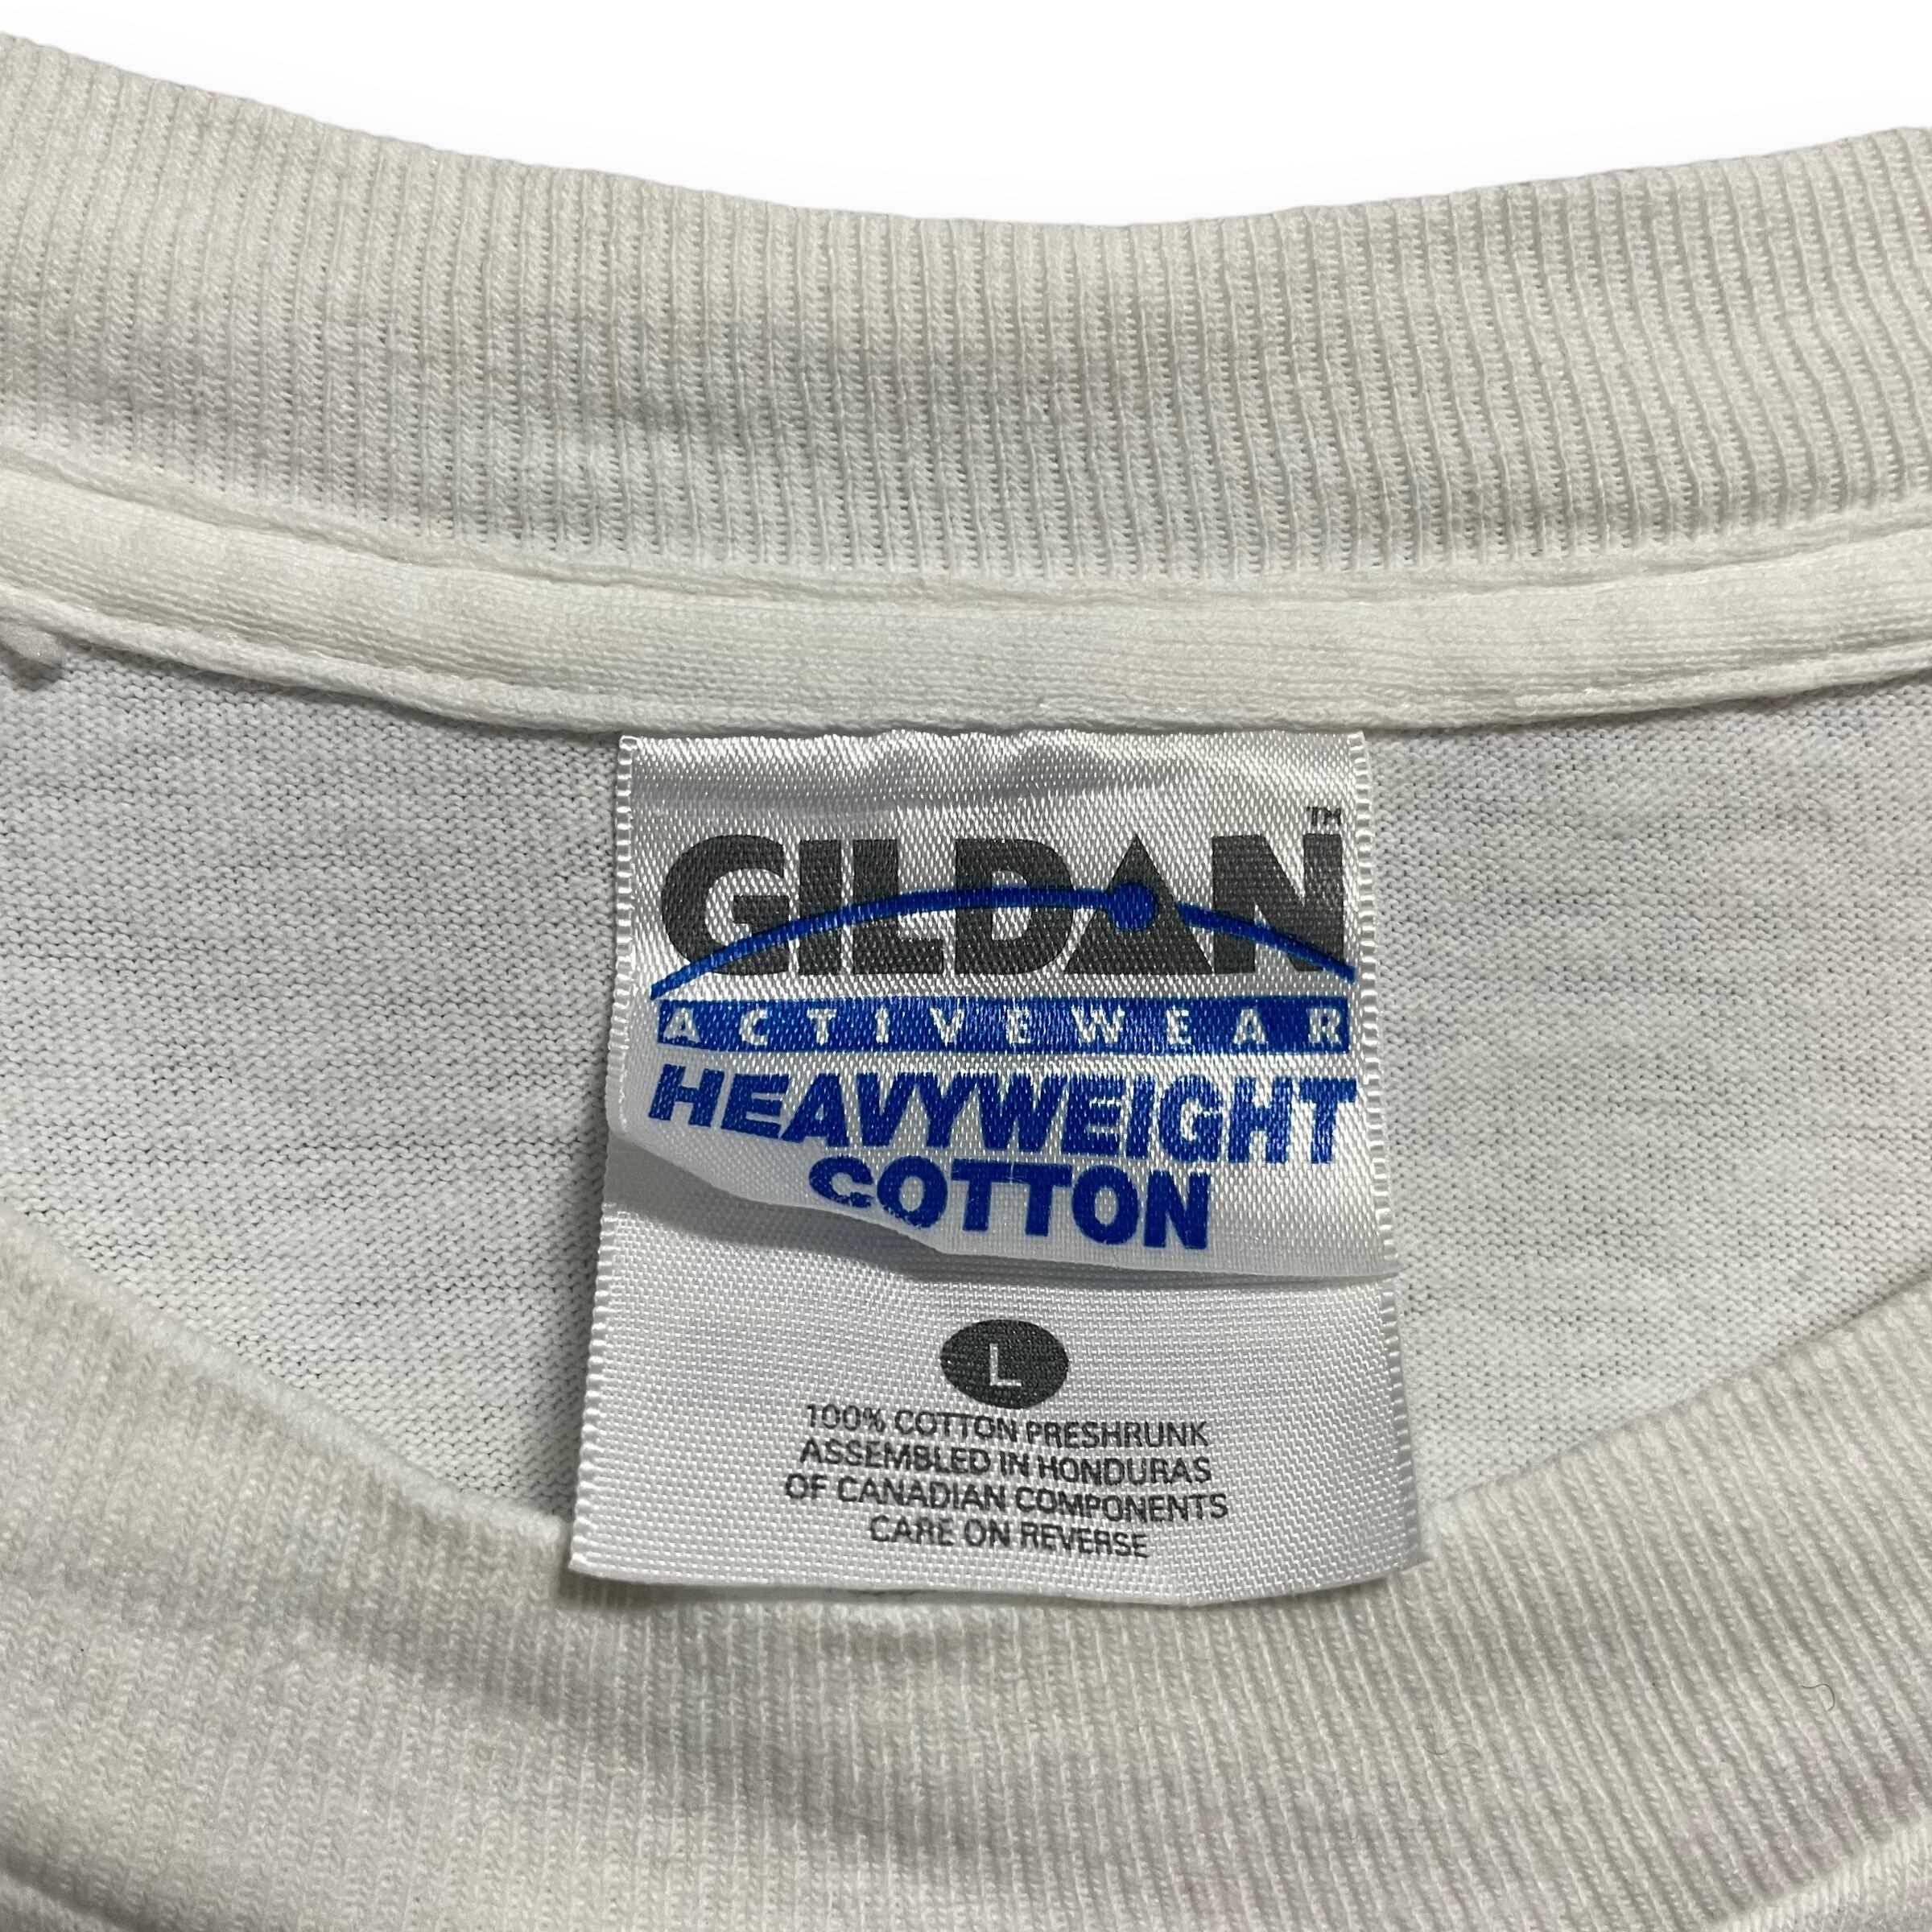 GILDAN™
ACTIVEWEAR
HEAVYWEIGHT
COTTON
L
100% COTTON PRESHRUNK
ASSEMBLED IN HONDURAS
OF CANADIAN COMPONENTS
CARE ON REVERSE